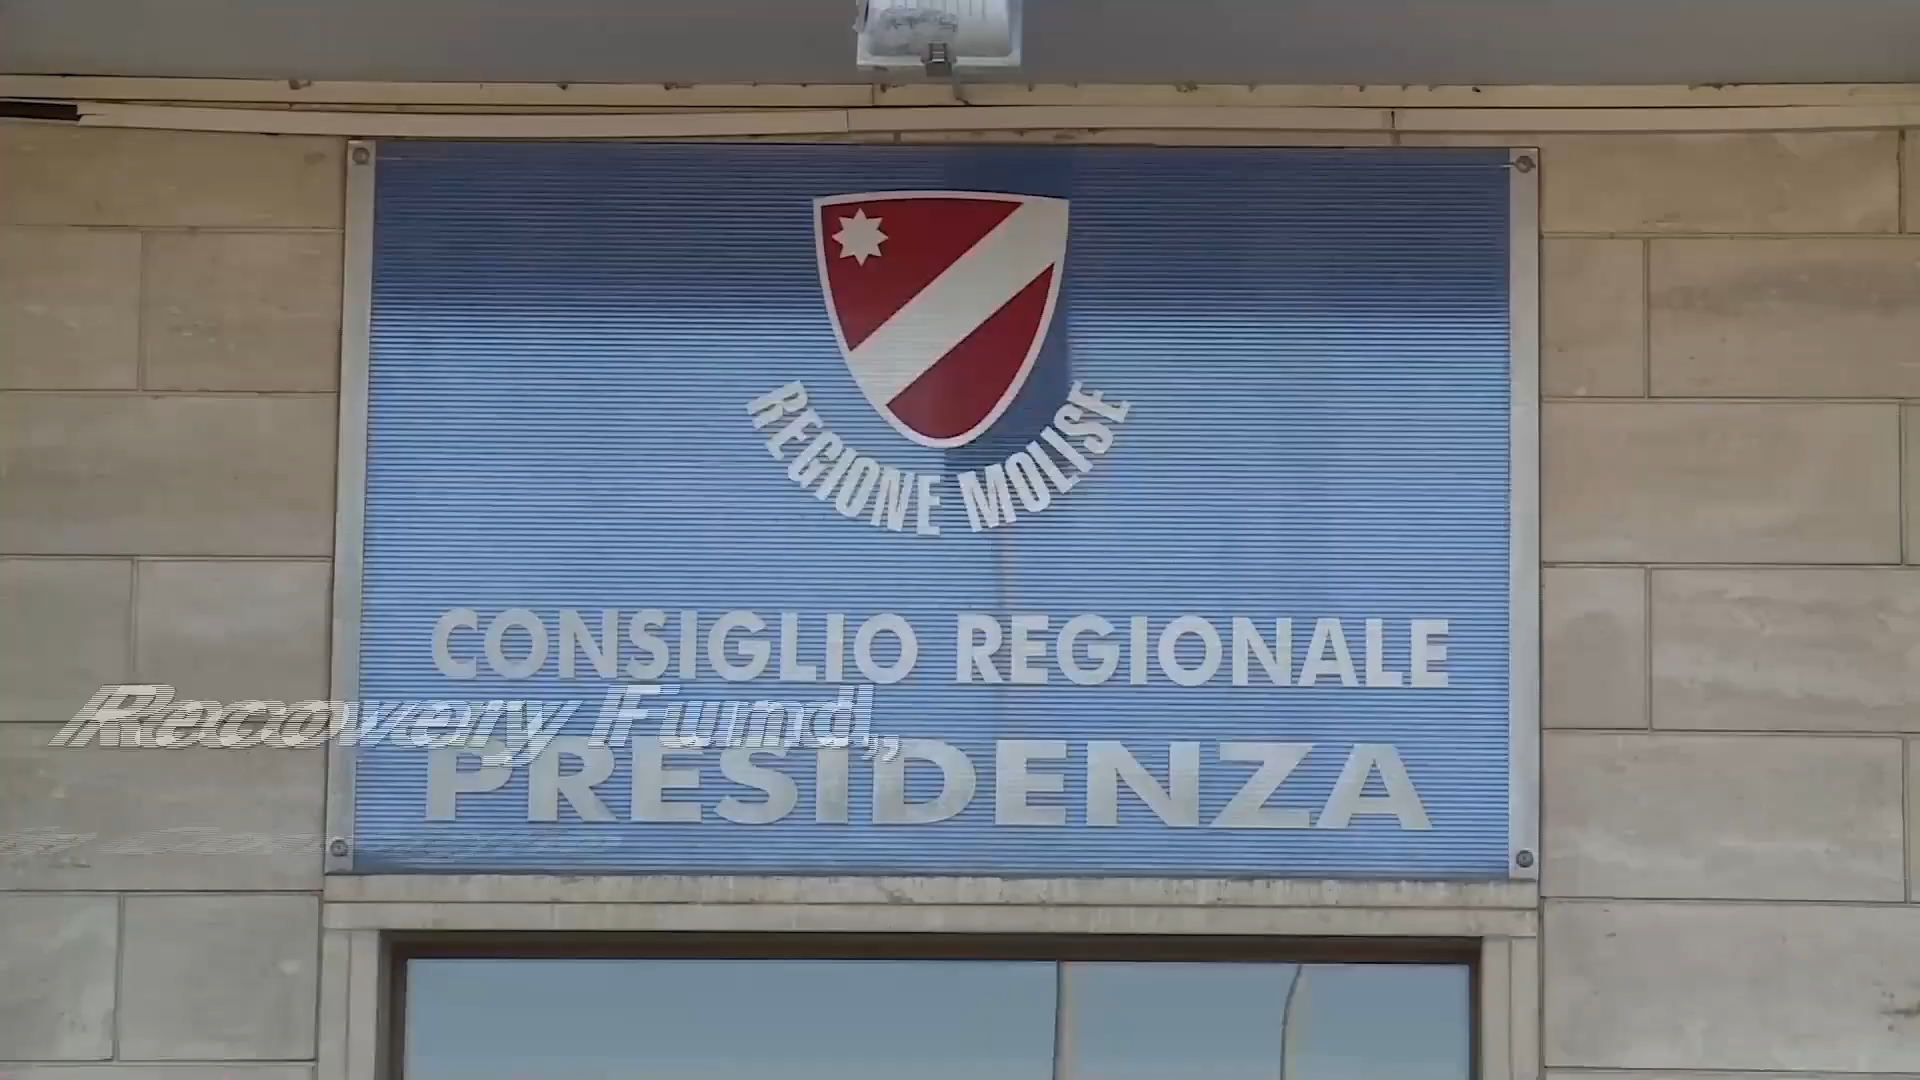 REGIONE MOLISE
CONSIGLIO REGIONALE
Recovery Fund,
PRESIDENZA